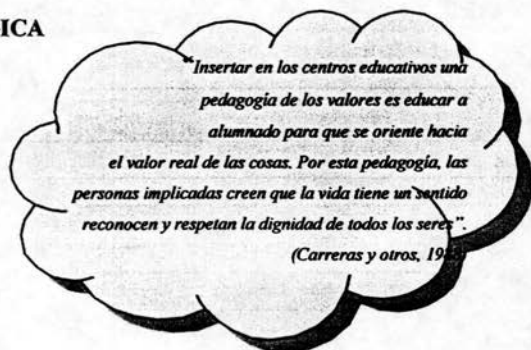 ICA
"Insertar en los centros educativos una
pedagogía de los valores es educar a
alumnado para que se oriente hacia
el valor real de las cosas. Por esta pedagogía, las
personas implicadas creen que la vida tiene un sentido
reconocen y respetan la dignidad de todos los seres".
(Carreras y otros,